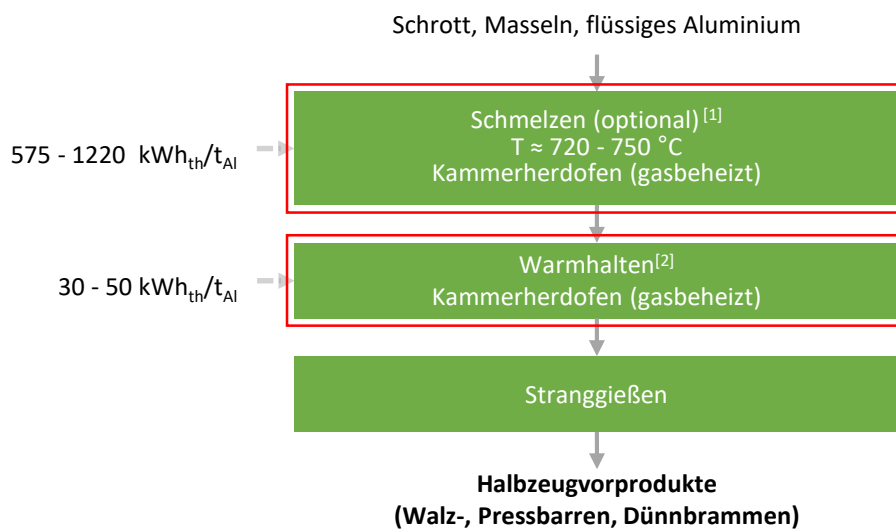 Schrott, Masseln, flüssiges Aluminium
Schmelzen (optional) [1]
T ≈ 720 - 750 °C
Kammerherdofen (gasbeheizt)
575 - 1220 kWhth/tAl
Warmhalten[2]
Kammerherdofen (gasbeheizt)
30 - 50 kWhth/tAl
Stranggießen
Halbzeugvorprodukte
(Walz-, Pressbarren, Dünnbrammen)